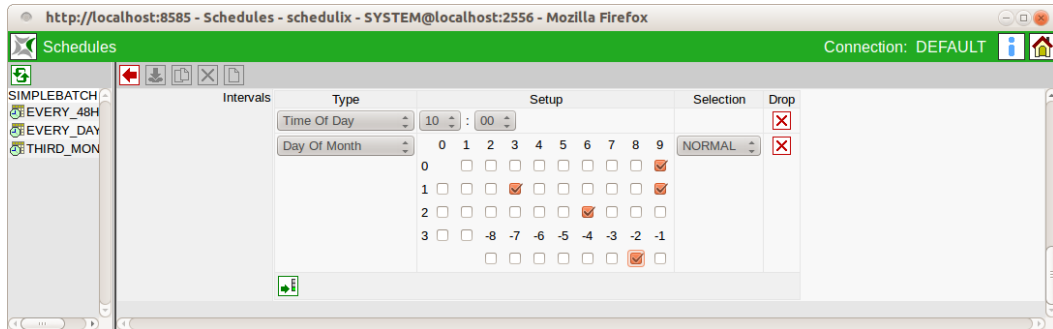 http://localhost:8585 - Schedules - schedulix - SYSTEM@localhost:2556 - Mozilla Firefox
Schedules Connection: DEFAULT
SIMPLEBATCH
EVERY_48H
EVERY_DAY
THIRD_MON
Intervals Type Setup Selection Drop
Time Of Day 10 : 00
Day Of Month 0 1 2 3 4 5 6 7 8 9 NORMAL
0
1
2
3 -8 -7 -6 -5 -4 -3 -2 -1